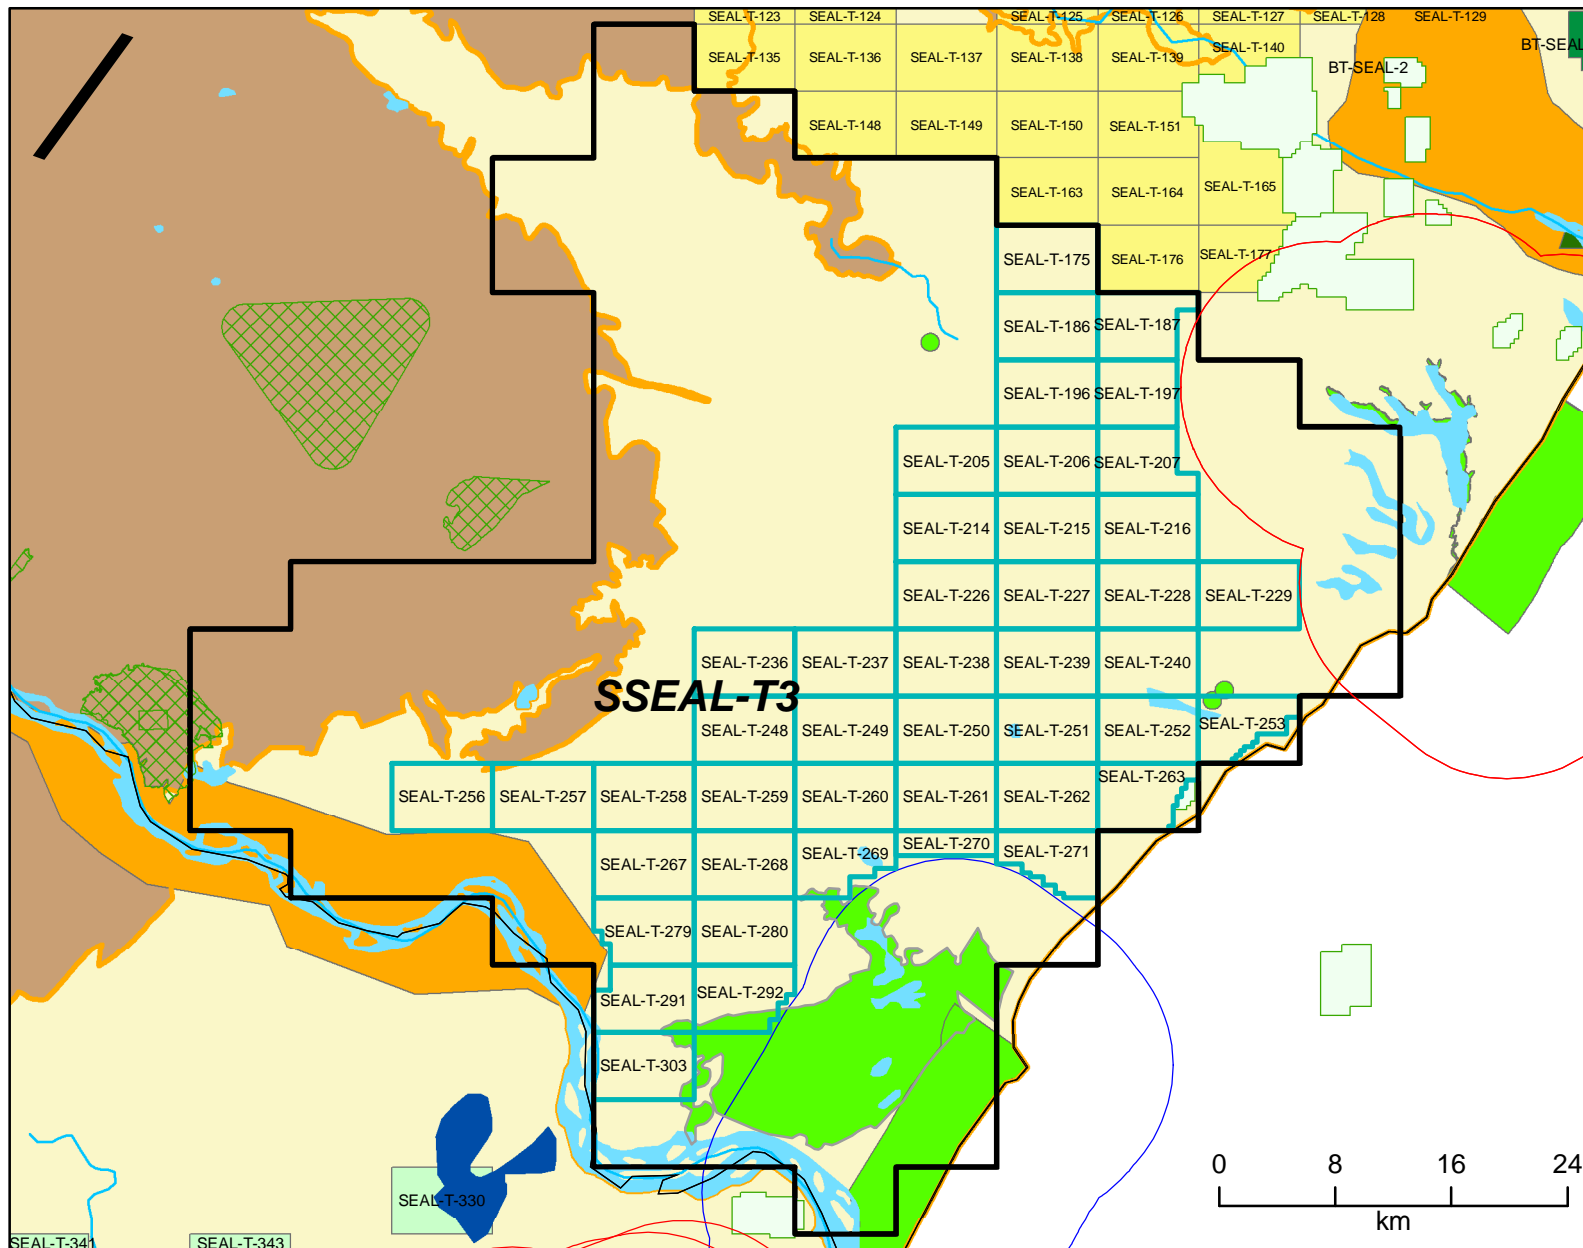 SEAL-T-123 SEAL-T-124 SEAL-T-125 SEAL-T-126 SEAL-T-127 SEAL-T-128 SEAL-T-129
SEAL-T-135 SEAL-T-136 SEAL-T-137 SEAL-T-138 SEAL-T-139 SEAL-T-140 BT-SEAL
BT-SEAL-2
SEAL-T-148 SEAL-T-149 SEAL-T-150 SEAL-T-151
SEAL-T-163 SEAL-T-164 SEAL-T-165
SEAL-T-175 SEAL-T-176 SEAL-T-177
SEAL-T-186 SEAL-T-187
SEAL-T-196 SEAL-T-197
SEAL-T-205 SEAL-T-206 SEAL-T-207
SEAL-T-214 SEAL-T-215 SEAL-T-216
SEAL-T-226 SEAL-T-227 SEAL-T-228 SEAL-T-229
SEAL-T-236 SEAL-T-237 SEAL-T-238 SEAL-T-239 SEAL-T-240
SSEAL-T3
SEAL-T-248 SEAL-T-249 SEAL-T-250 SEAL-T-251 SEAL-T-252 SEAL-T-253
SEAL-T-256 SEAL-T-257 SEAL-T-258 SEAL-T-259 SEAL-T-260 SEAL-T-261 SEAL-T-262 SEAL-T-263
SEAL-T-267 SEAL-T-268 SEAL-T-269 SEAL-T-270 SEAL-T-271
SEAL-T-279 SEAL-T-280
SEAL-T-291 SEAL-T-292
SEAL-T-303
0 8 16 24
km
SEAL-T-330
SEAL-T-341 SEAL-T-343